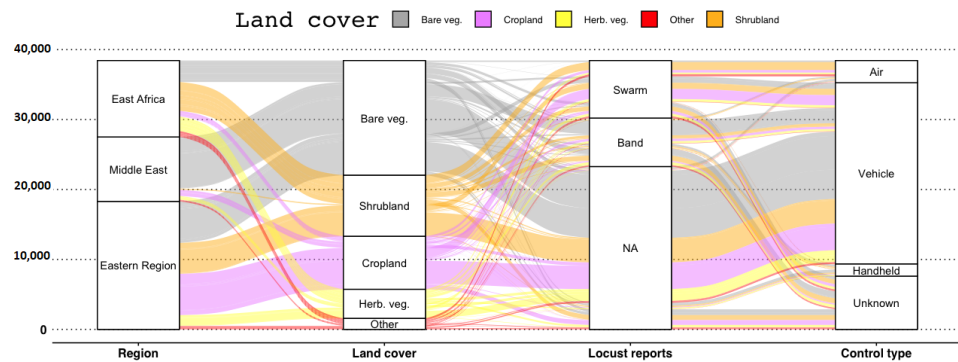 Land cover Bare veg. Cropland Herb. veg. Other Shrubland
40,000
30,000
20,000
10,000
0
East Africa
Middle East
Eastern Region
Bare veg.
Shrubland
Cropland
Herb. veg.
Other
Swarm
Band
NA
Air
Vehicle
Handheld
Unknown
Region Land cover Locust reports Control type